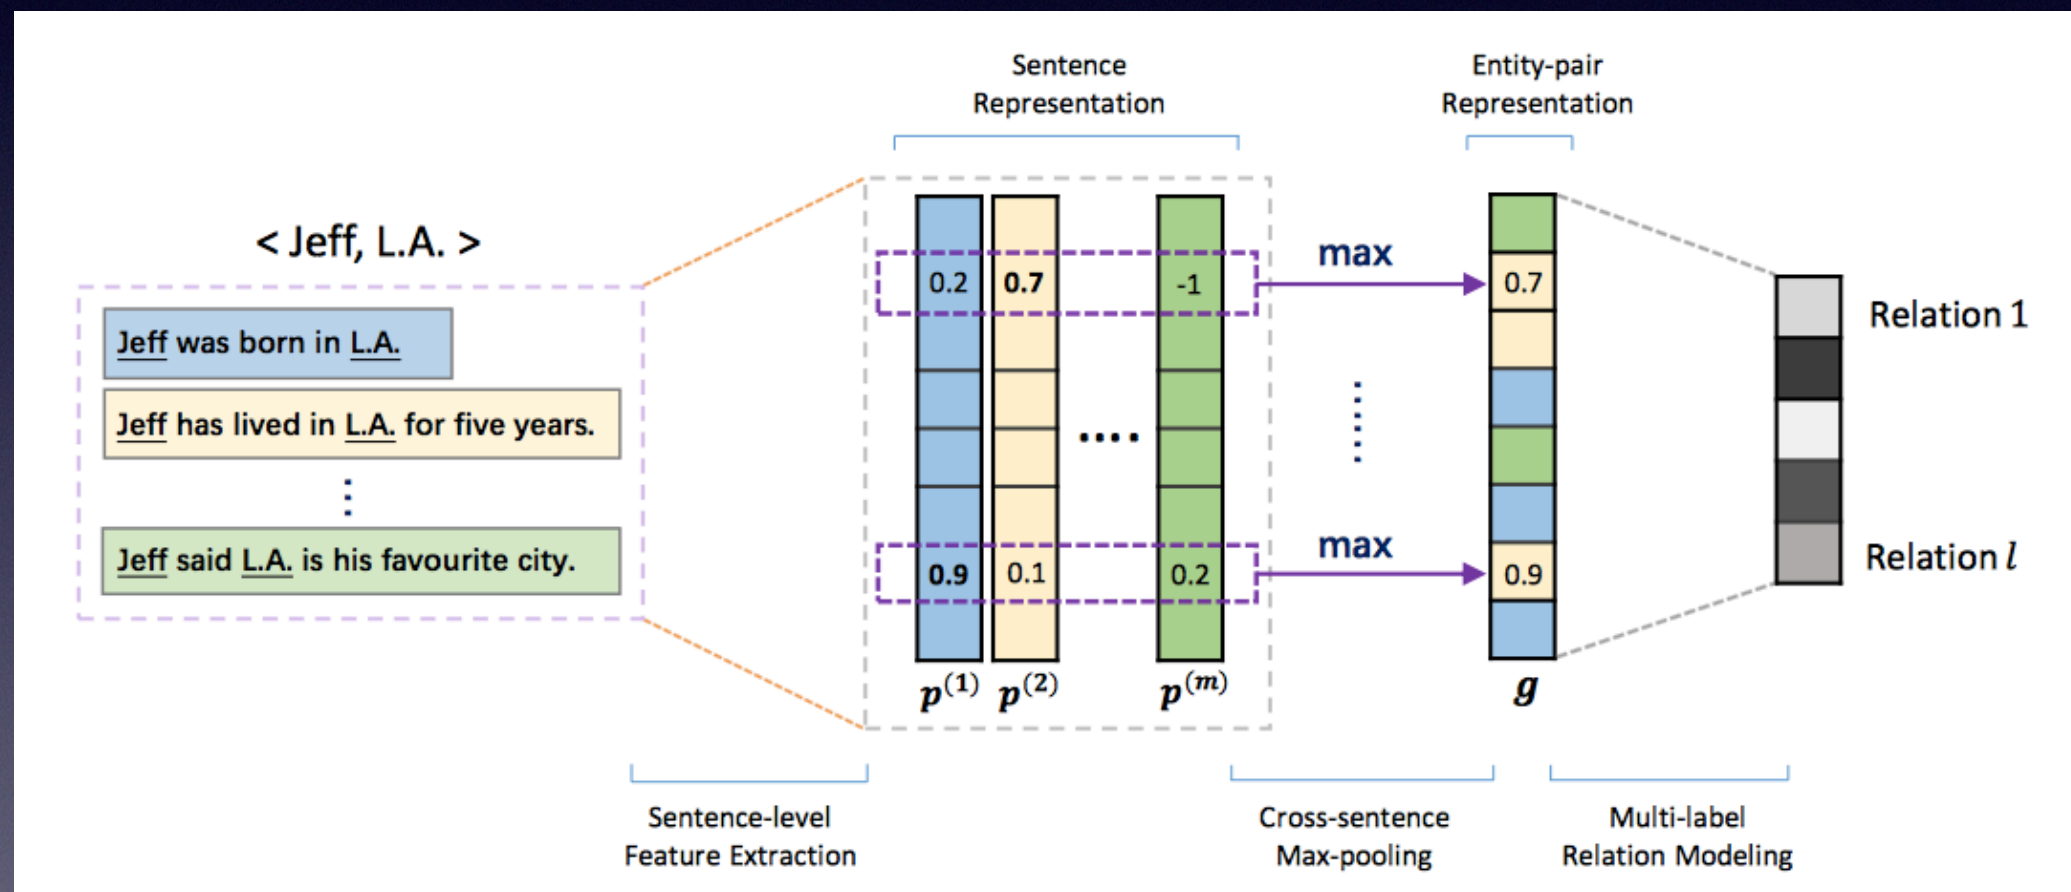 Sentence
Representation
Entity-pair
Representation
< Jeff, L.A. >
Jeff was born in L.A.
Jeff has lived in L.A. for five years.
Jeff said L.A. is his favourite city.
0.2 0.7 -1
max
0.7
0.9 0.1 0.2
max
0.9
p(1) p(2) p(m)
g
Relation 1
Relation l
Sentence-level
Feature Extraction
Cross-sentence
Max-pooling
Multi-label
Relation Modeling